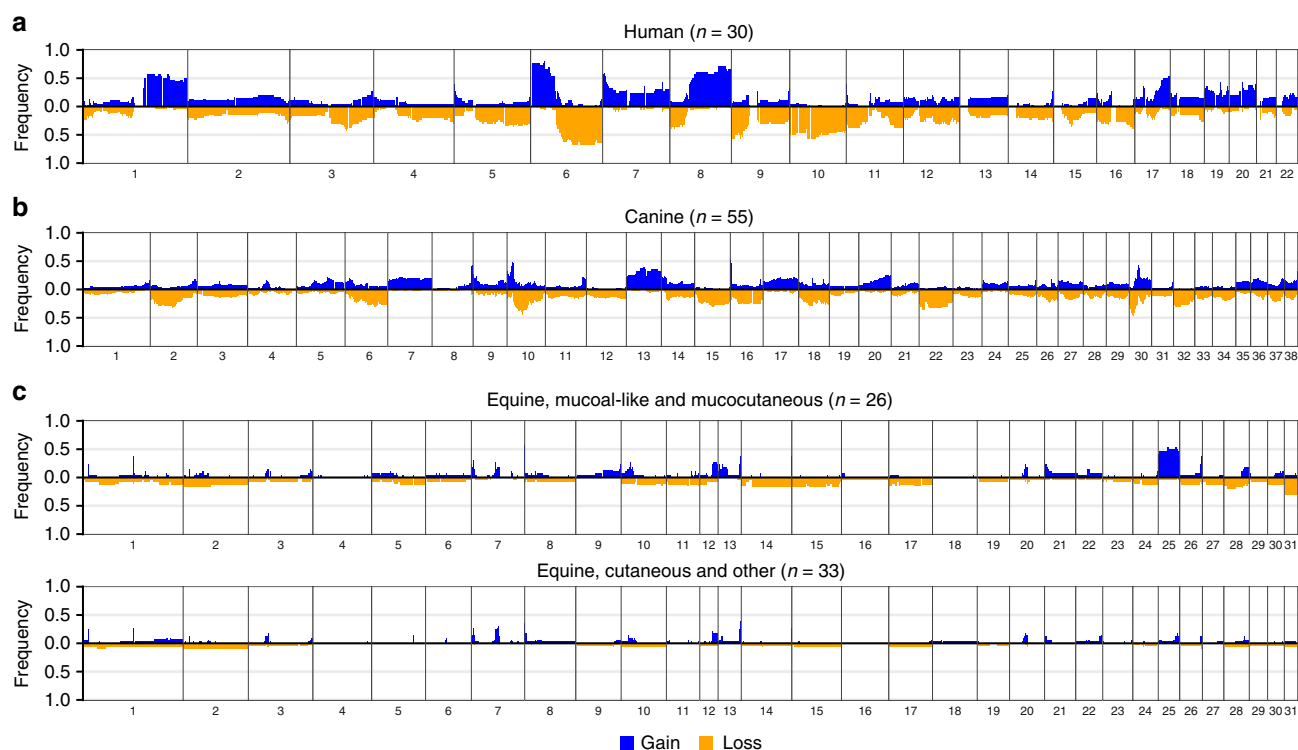 a
Human (n = 30)
Frequency
1.0
0.5
0.0
0.5
1.0
1 2 3 4 5 6 7 8 9 10 11 12 13 14 15 16 17 18 19 20 21 22
b
Canine (n = 55)
Frequency
1.0
0.5
0.0
0.5
1.0
1 2 3 4 5 6 7 8 9 10 11 12 13 14 15 16 17 18 19 20 21 22 23 24 25 26 27 28 29 30 31 32 33 34 35 36 37 38
c
Equine, mucoal-like and mucocutaneous (n = 26)
Frequency
1.0
0.5
0.0
0.5
1.0
1 2 3 4 5 6 7 8 9 10 11 12 13 14 15 16 17 18 19 20 21 22 23 24 25 26 27 28 29 30 31
Equine, cutaneous and other (n = 33)
Frequency
1.0
0.5
0.0
0.5
1.0
1 2 3 4 5 6 7 8 9 10 11 12 13 14 15 16 17 18 19 20 21 22 23 24 25 26 27 28 29 30 31
Gain Loss